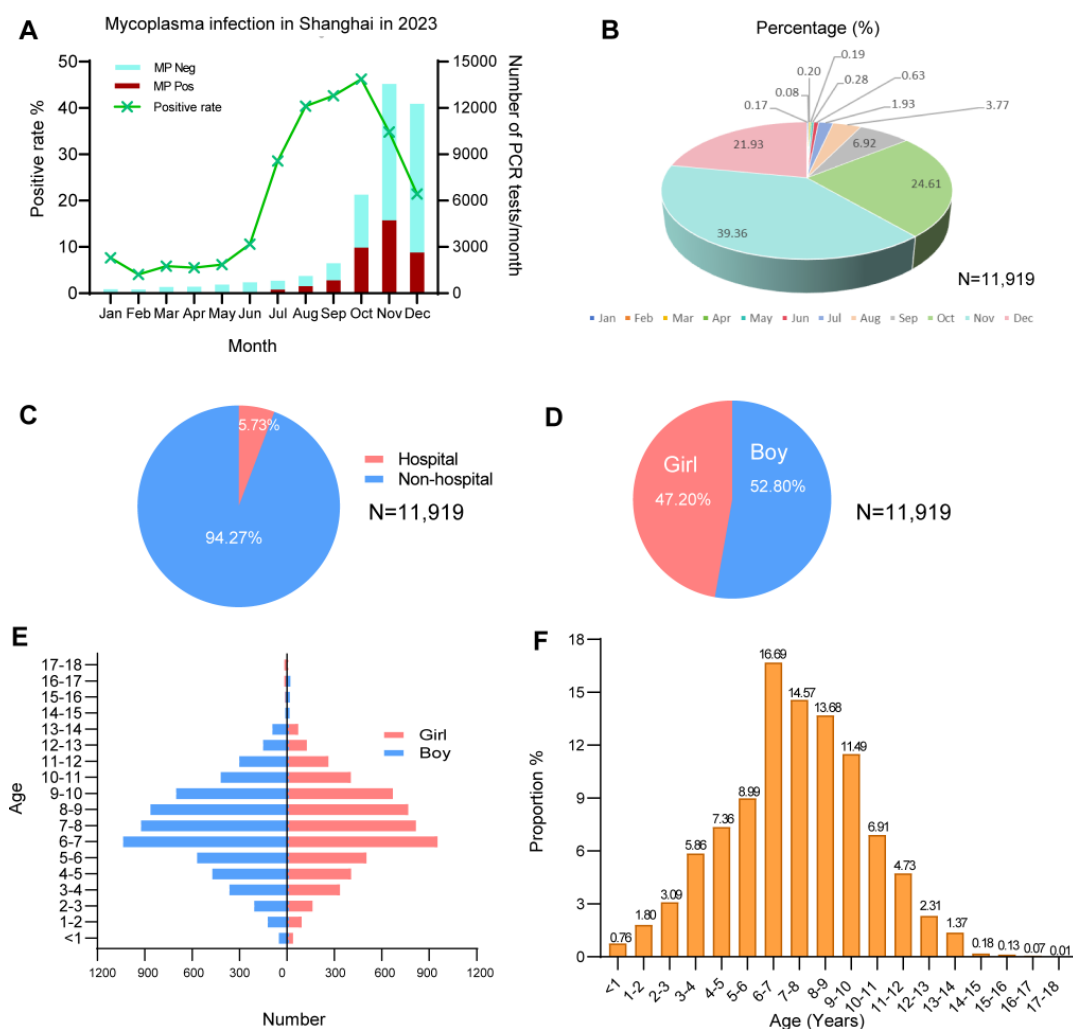 A
Mycoplasma infection in Shanghai in 2023
50
40
30
20
10
0
Positive rate %
MP Neg
MP Pos
Positive rate
15000
12000
9000
6000
3000
0
Number of PCR tests/month
Jan Feb Mar Apr May Jun Jul Aug Sep Oct Nov Dec
Month
B
Percentage (%)
0.17
0.08
0.20
0.19
0.28
0.63
1.93
3.77
6.92
24.61
39.36
21.93
N=11,919
Jan Feb Mar Apr May Jun Jul Aug Sep Oct Nov Dec
C
5.73%
94.27%
Hospital
Non-hospital
N=11,919
D
Girl
47.20%
Boy
52.80%
N=11,919
E
Age
17-18
16-17
15-16
14-15
13-14
12-13
11-12
10-11
9-10
8-9
7-8
6-7
5-6
4-5
3-4
2-3
1-2
<1
Girl
Boy
1200 900 600 300 0 300 600 900 1200
Number
F
Proportion %
18
15
12
9
6
3
0
0.76
1.80
3.09
5.86
7.36
8.99
16.69
14.57
13.68
11.49
6.91
4.73
2.31
1.37
0.18
0.13
0.07
0.01
<1 1-2 2-3 3-4 4-5 5-6 6-7 7-8 8-9 9-10 10-11 11-12 12-13 13-14 14-15 15-16 16-17 17-18
Age (Years)